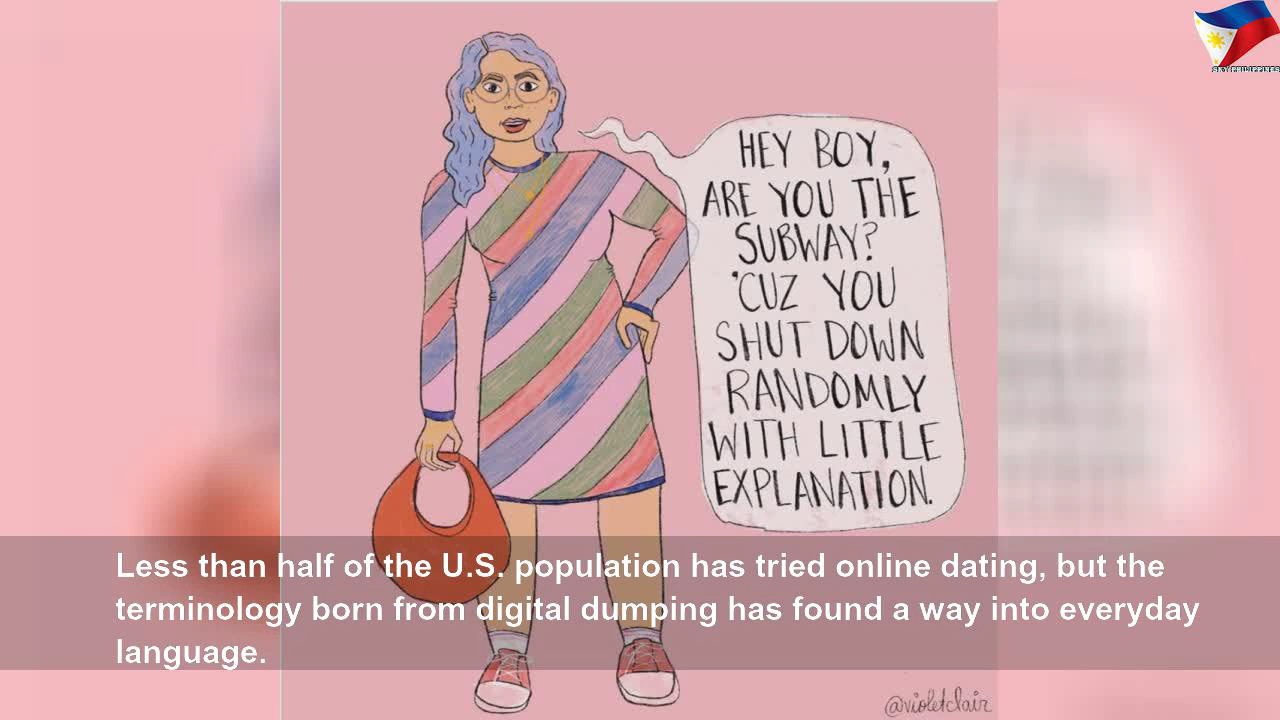 SKYPHILIPPINES
HEY BOY,
ARE YOU THE
SUBWAY?
'CUZ YOU
SHUT DOWN
RANDOMLY
WITH LITTLE
EXPLANATION.
Less than half of the U.S. population has tried online dating, but the
terminology born from digital dumping has found a way into everyday
language.
@violetclair